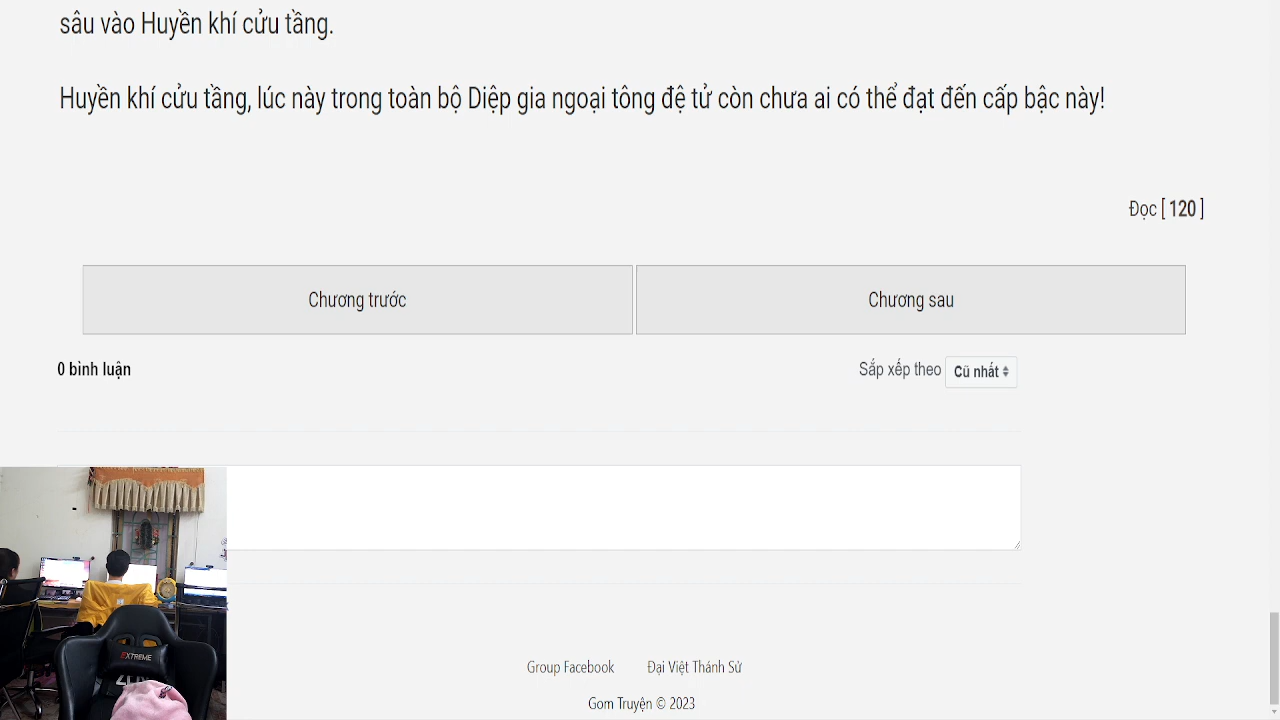 sâu vào Huyền khí cửu tầng.
Huyền khí cửu tầng, lúc này trong toàn bộ Diệp gia ngoại tông đệ tử còn chưa ai có thể đạt đến cấp bậc này!
Đọc [ 120 ]
Chương trước
Chương sau
0 bình luận
Sắp xếp theo Cũ nhất
EXTREME
Group Facebook
Đại Việt Thánh Sử
Gom Truyện © 2023